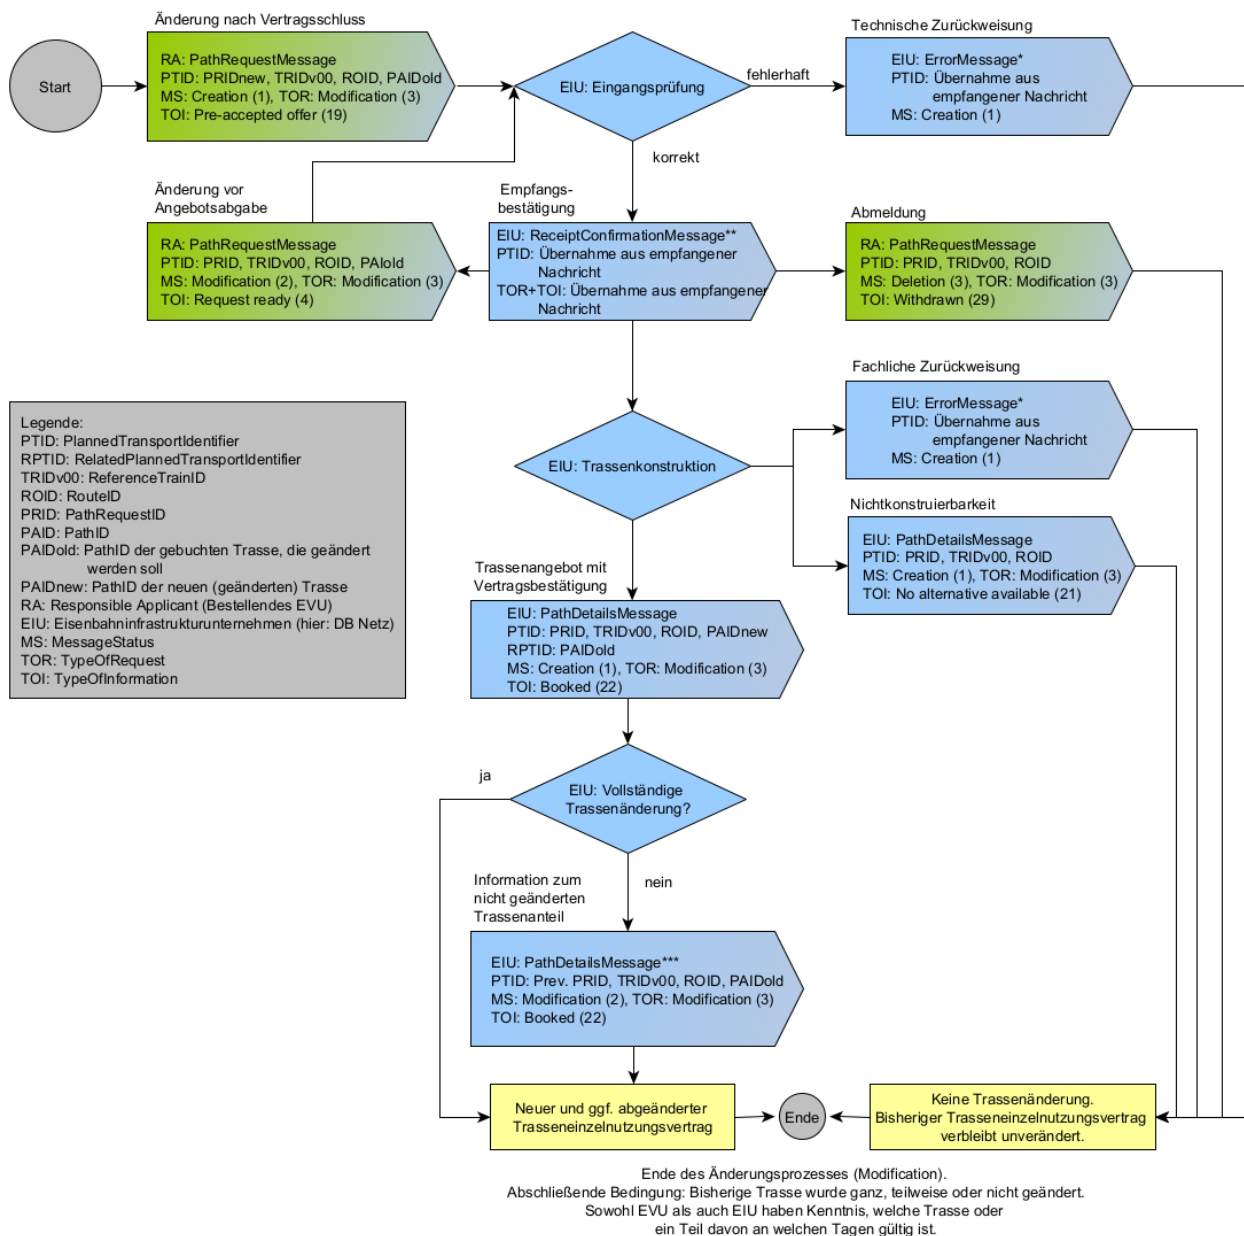 Änderung nach Vertragsschluss
Start
RA: PathRequestMessage
PTID: PRIDnew, TRIDv00, ROID, PAIDold
MS: Creation (1), TOR: Modification (3)
TOI: Pre-accepted offer (19)
EIU: Eingangsprüfung
fehlerhaft
Technische Zurückweisung
EIU: ErrorMessage*
PTID: Übernahme aus
empfangener Nachricht
MS: Creation (1)
korrekt
Änderung vor
Angebotsabgabe
RA: PathRequestMessage
PTID: PRID, TRIDv00, ROID, PAIold
MS: Modification (2), TOR: Modification (3)
TOI: Request ready (4)
Empfangs-
bestätigung
EIU: ReceiptConfirmationMessage**
PTID: Übernahme aus empfangener
Nachricht
TOR+TOI: Übernahme aus empfangener
Nachricht
Abmeldung
RA: PathRequestMessage
PTID: PRID, TRIDv00, ROID
MS: Deletion (3), TOR: Modification (3)
TOI: Withdrawn (29)
Fachliche Zurückweisung
EIU: ErrorMessage*
PTID: Übernahme aus
empfangener Nachricht
MS: Creation (1)
EIU: Trassenkonstruktion
Nichtkonstruierbarkeit
EIU: PathDetailsMessage
PTID: PRID, TRIDv00, ROID
MS: Creation (1), TOR: Modification (3)
TOI: No alternative available (21)
Legende:
PTID: PlannedTransportIdentifier
RPTID: RelatedPlannedTransportIdentifier
TRIDv00: ReferenceTrainID
ROID: RouteID
PRID: PathRequestID
PAID: PathID
PAIDold: PathID der gebuchten Trasse, die geändert
werden soll
PAIDnew: PathID der neuen (geänderten) Trasse
RA: Responsible Applicant (Bestellendes EVU)
EIU: Eisenbahninfrastrukturunternehmen (hier: DB Netz)
MS: MessageStatus
TOR: TypeOfRequest
TOI: TypeOfInformation
Trassenangebot mit
Vertragsbestätigung
EIU: PathDetailsMessage
PTID: PRID, TRIDv00, ROID, PAIDnew
RPTID: PAIDold
MS: Creation (1), TOR: Modification (3)
TOI: Booked (22)
ja
EIU: Vollständige
Trassenänderung?
nein
Information zum
nicht geänderten
Trassenanteil
EIU: PathDetailsMessage***
PTID: Prev. PRID, TRIDv00, ROID, PAIDold
MS: Modification (2), TOR: Modification (3)
TOI: Booked (22)
Neuer und ggf. abgeänderter
Trasseneinzelnutzungsvertrag
Ende
Keine Trassenänderung.
Bisheriger Trasseneinzelnutzungsvertrag
verbleibt unverändert.
Ende des Änderungsprozesses (Modification).
Abschließende Bedingung: Bisherige Trasse wurde ganz, teilweise oder nicht geändert.
Sowohl EVU als auch EIU haben Kenntnis, welche Trasse oder
ein Teil davon an welchen Tagen gültig ist.